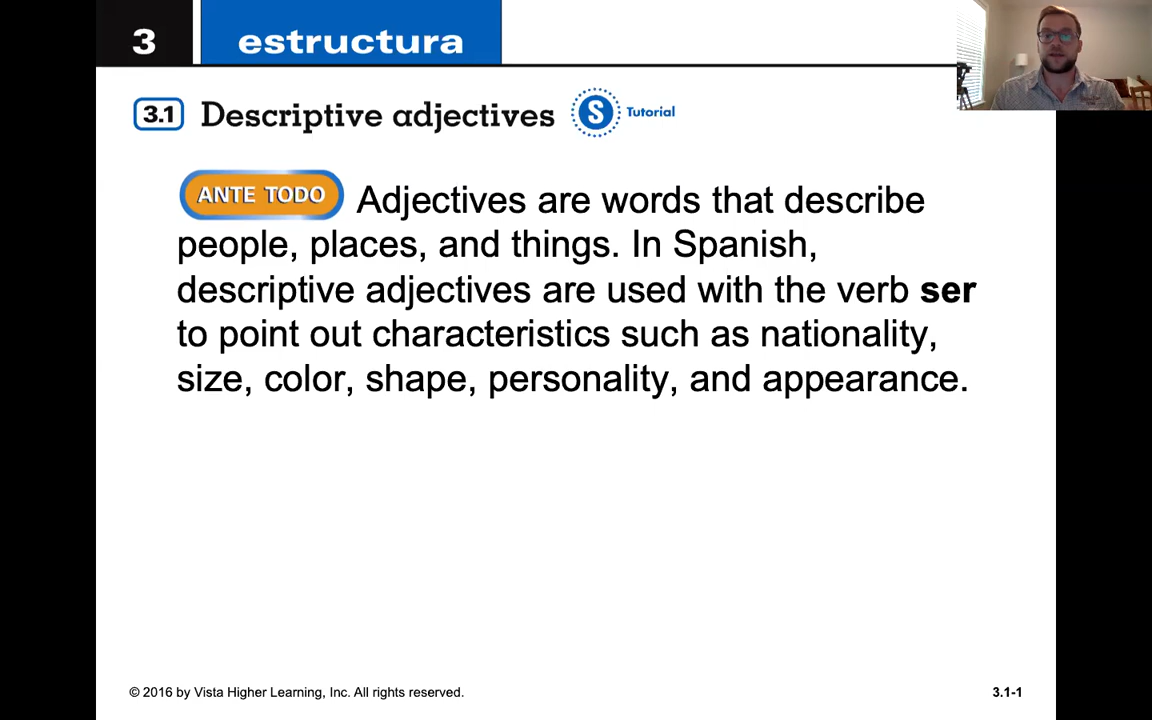 3 estructura
3.1 Descriptive adjectives S Tutorial
ANTE TODO Adjectives are words that describe
people, places, and things. In Spanish,
descriptive adjectives are used with the verb ser
to point out characteristics such as nationality,
size, color, shape, personality, and appearance.
© 2016 by Vista Higher Learning, Inc. All rights reserved.
3.1-1